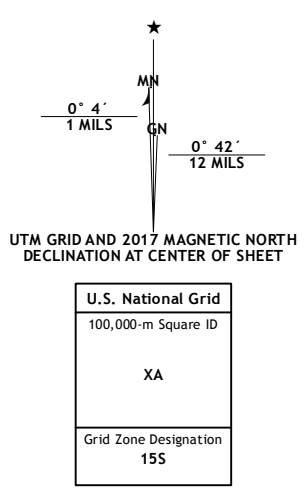 ★
MN
0° 4´
1 MILS
GN
0° 42´
12 MILS
UTM GRID AND 2017 MAGNETIC NORTH
DECLINATION AT CENTER OF SHEET
U.S. National Grid
100,000-m Square ID
XA
Grid Zone Designation
15S